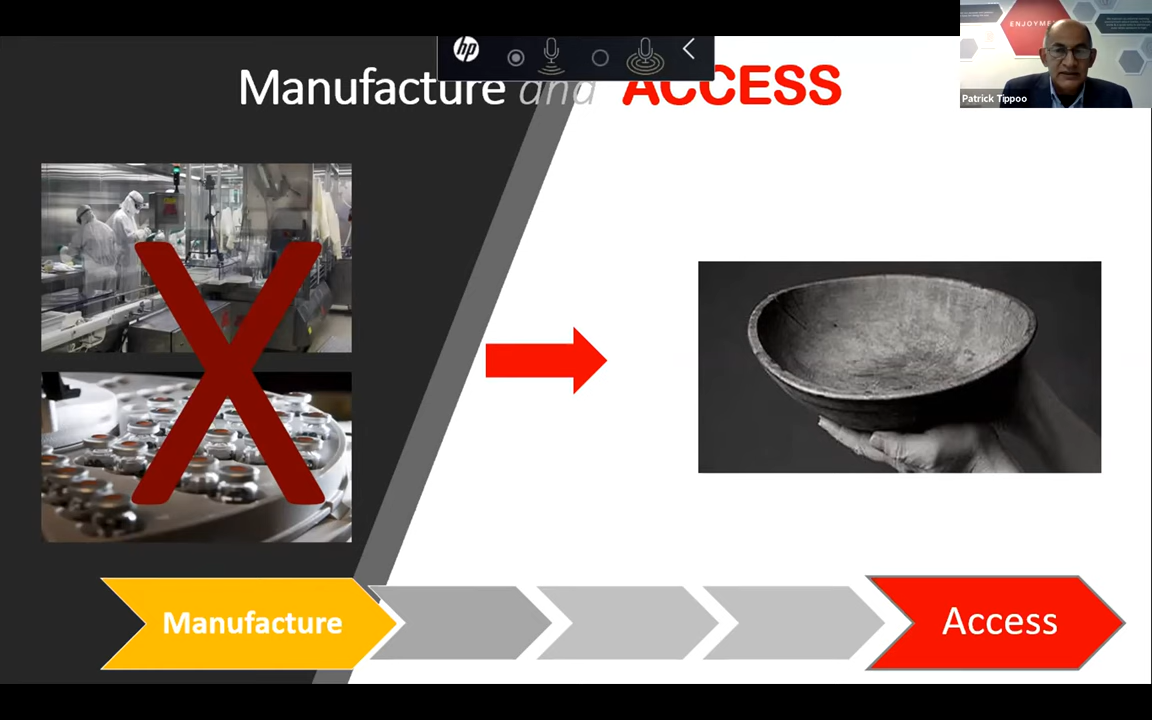 hp
ENJOYME
Manufacture and ACCESS
Patrick Tippoo
Manufacture
Access